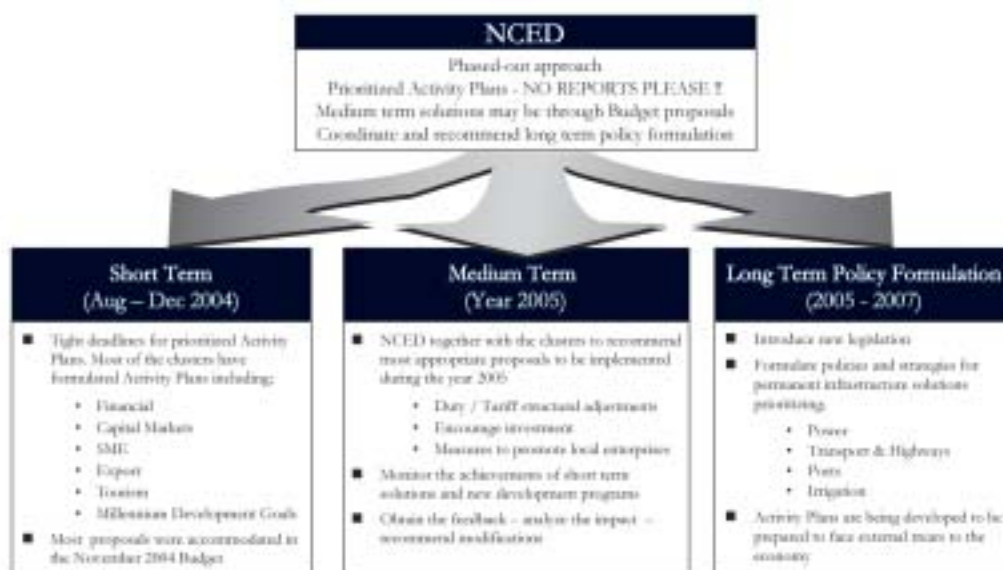 NCED
Phased-out approach
Prioritized Activity Plans - NO REPORTS PLEASE !!
Medium term solutions may be through Budget proposals
Coordinate and recommend long term policy formulation
Short Term
(Aug – Dec 2004)
■ Tight deadlines for prioritized Activity
Plans. Most of the clusters have
formulated Activity Plans including;
• Financial
• Capital Markets
• SME
• Export
• Tourism
• Millennium Development Goals
■ Most proposals were accommodated in
the November 2004 Budget
Medium Term
(Year 2005)
■ NCED together with the clusters to recommend
most appropriate proposals to be implemented
during the year 2005
• Duty / Tariff structural adjustments
• Encourage investment
• Measures to promote local enterprises
■ Monitor the achievements of short term
solutions and new development programs
■ Obtain the feedback – analyze the impact –
recommend modifications
Long Term Policy Formulation
(2005 - 2007)
■ Introduce new legislation
■ Formulate policies and strategies for
permanent infrastructure solutions
prioritizing;
• Power
• Transport & Highways
• Ports
• Irrigation
■ Activity Plans are being developed to be
prepared to face external to the
economy